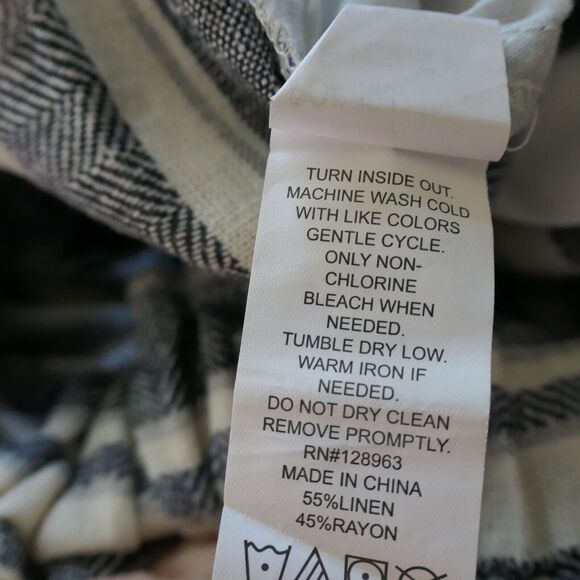 TURN INSIDE OUT.
MACHINE WASH COLD
WITH LIKE COLORS
GENTLE CYCLE.
ONLY NON-
CHLORINE
BLEACH WHEN
NEEDED.
TUMBLE DRY LOW.
WARM IRON IF
NEEDED.
DO NOT DRY CLEAN
REMOVE PROMPTLY.
RN#128963
MADE IN CHINA
55%LINEN
45%RAYON